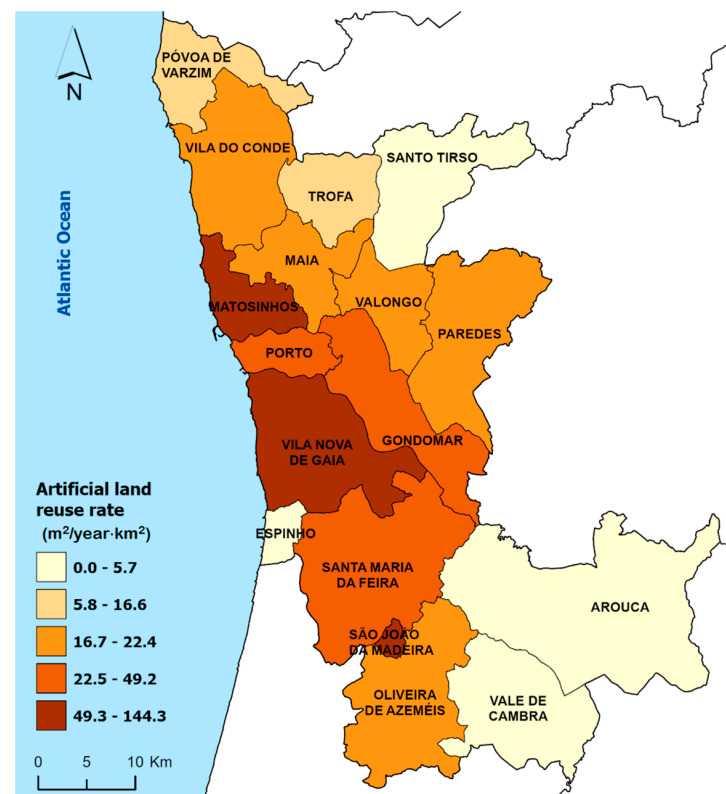 PÓVOA DE
VARZIM
N
VILA DO CONDE
SANTO TIRSO
TROFA
Atlantic Ocean
MAIA
MATOSINHOS
VALONGO
PAREDES
PORTO
GONDOMAR
VILA NOVA
DE GAIA
Artificial land
reuse rate
(m²/year·km²)
0.0 - 5.7
5.8 - 16.6
16.7 - 22.4
22.5 - 49.2
49.3 - 144.3
ESPINHO
SANTA MARIA
DA FEIRA
AROUCA
SÃO JOÃO
DA MADEIRA
OLIVEIRA
DE AZEMÉIS
VALE DE
CAMBRA
0 5 10 Km